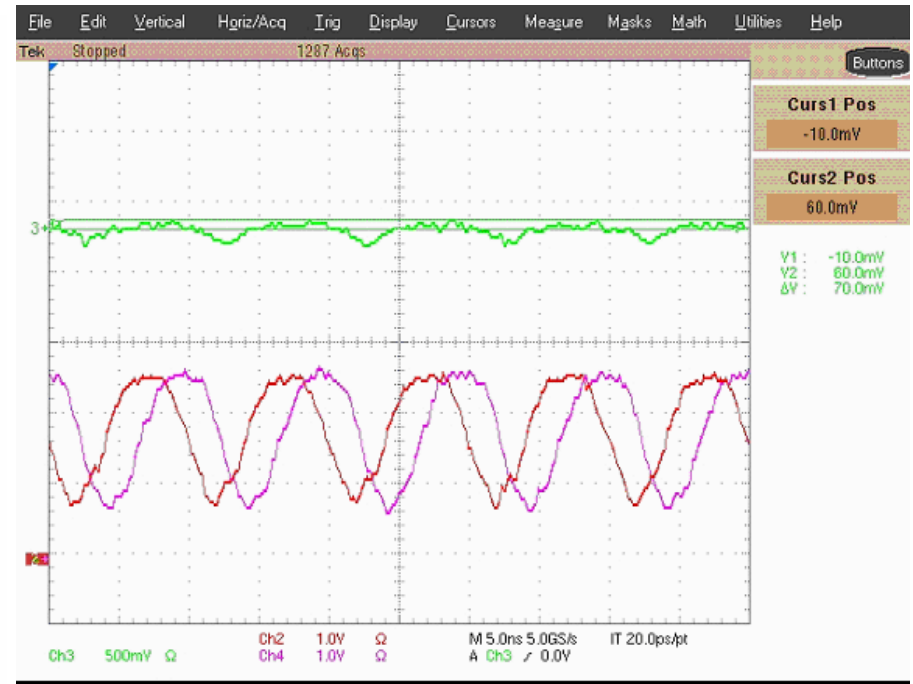 File Edit Vertical Horiz/Acq Trig Display Cursors Measure Masks Math Utilities Help
Tek Stopped 1287 Acqs
Buttons
Curs1 Pos
-10.0mV
Curs2 Pos
60.0mV
3
V1 : -10.0mV
V2 : 60.0mV
ΔV : 70.0mV
Ch2 1.0V Ω M 5.0ns 5.0GS/s IT 20.0ps/pt
Ch3 500mV Ω Ch4 1.0V Ω A Ch3 ∕ 0.0V